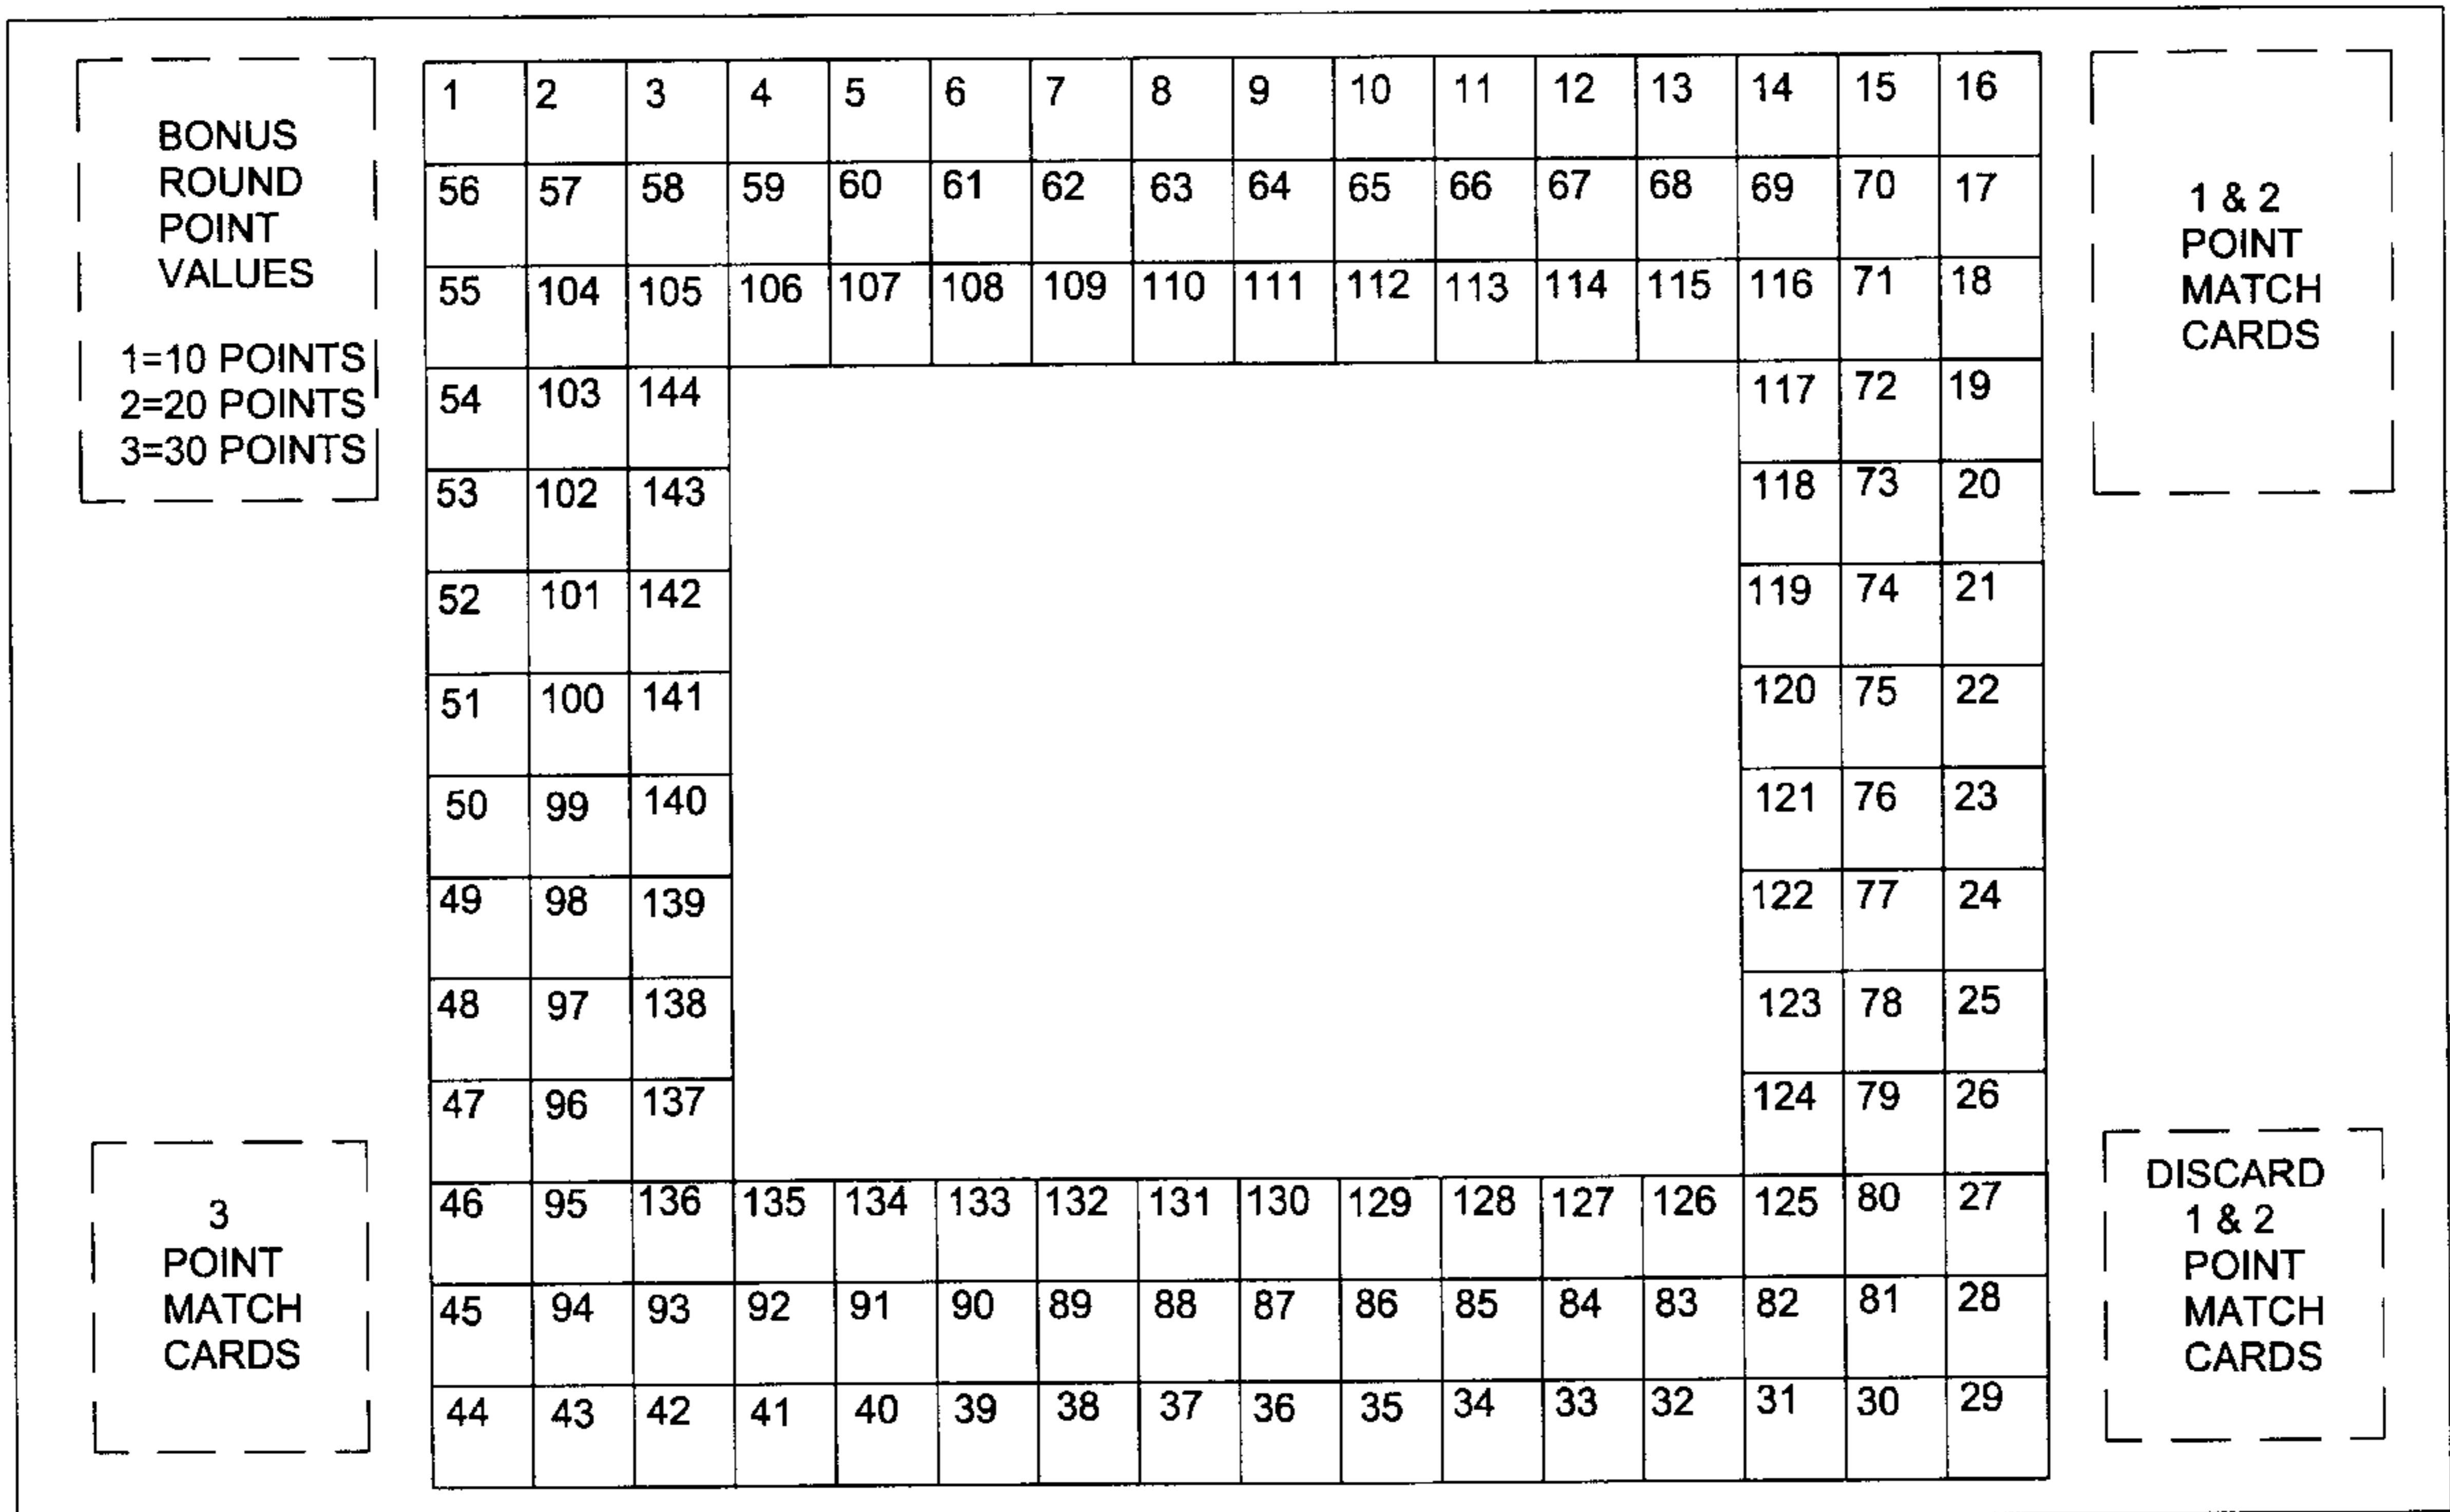 BONUS
ROUND
POINT
VALUES
1=10 POINTS
2=20 POINTS
3=30 POINTS
1 2 3 4 5 6 7 8 9 10 11 12 13 14 15 16
56 57 58 59 60 61 62 63 64 65 66 67 68 69 70 17
55 104 105 106 107 108 109 110 111 112 113 114 115 116 71 18
54 103 144 117 72 19
53 102 143 118 73 20
52 101 142 119 74 21
51 100 141 120 75 22
50 99 140 121 76 23
49 98 139 122 77 24
48 97 138 123 78 25
47 96 137 124 79 26
46 95 136 135 134 133 132 131 130 129 128 127 126 125 80 27
45 94 93 92 91 90 89 88 87 86 85 84 83 82 81 28
44 43 42 41 40 39 38 37 36 35 34 33 32 31 30 29
1 & 2
POINT
MATCH
CARDS
3
POINT
MATCH
CARDS
DISCARD
1 & 2
POINT
MATCH
CARDS